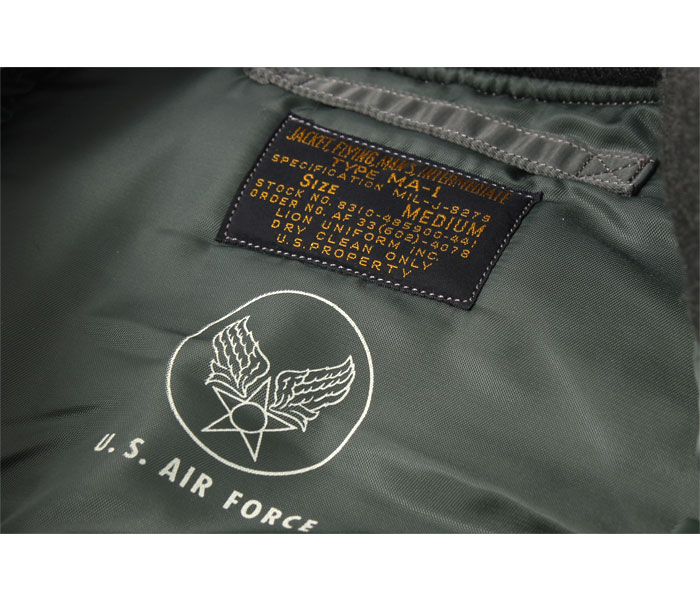 JACKET, FLYING, MAN'S, INTERMEDIATE
TYPE MA-1
SPECIFICATION MIL-J-8279
SIZE MEDIUM
STOCK NO. 8310-485900-441
ORDER NO. AF 33(602)-4078
LION UNIFORM INC.
DRY CLEAN ONLY
U.S. PROPERTY
U. S. AIR FORCE